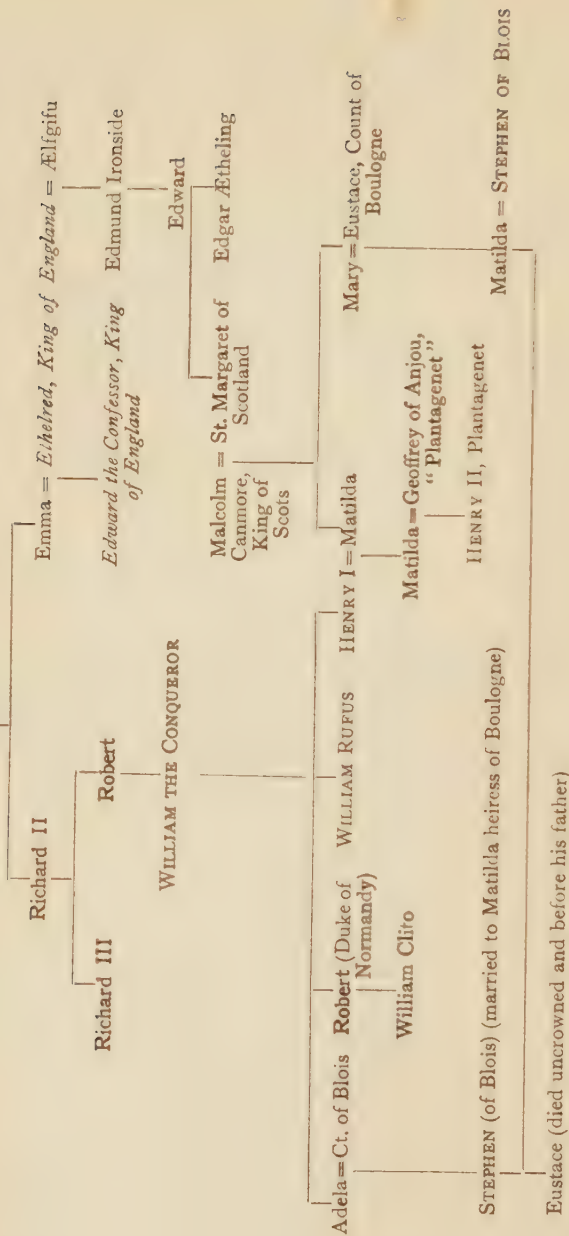 Emma = Ethelred, King of England = Ælfgifu
Richard II
Edward the Confessor, King
of England
Edmund Ironside
Richard III
Robert
Edward
WILLIAM THE CONQUEROR
Malcolm = St. Margaret of
Canmore, Scotland
King of
Scots
Edgar Ætheling
Adela = Ct. of Blois
Robert (Duke of
Normandy)
WILLIAM RUFUS
HENRY I = Matilda
Mary = Eustace, Count of
Boulogne
William Clito
Matilda = Geoffrey of Anjou,
"Plantagenet"
STEPHEN (of Blois) (married to Matilda heiress of Boulogne)
HENRY II, Plantagenet
Matilda = STEPHEN OF BLOIS
Eustace (died uncrowned and before his father)